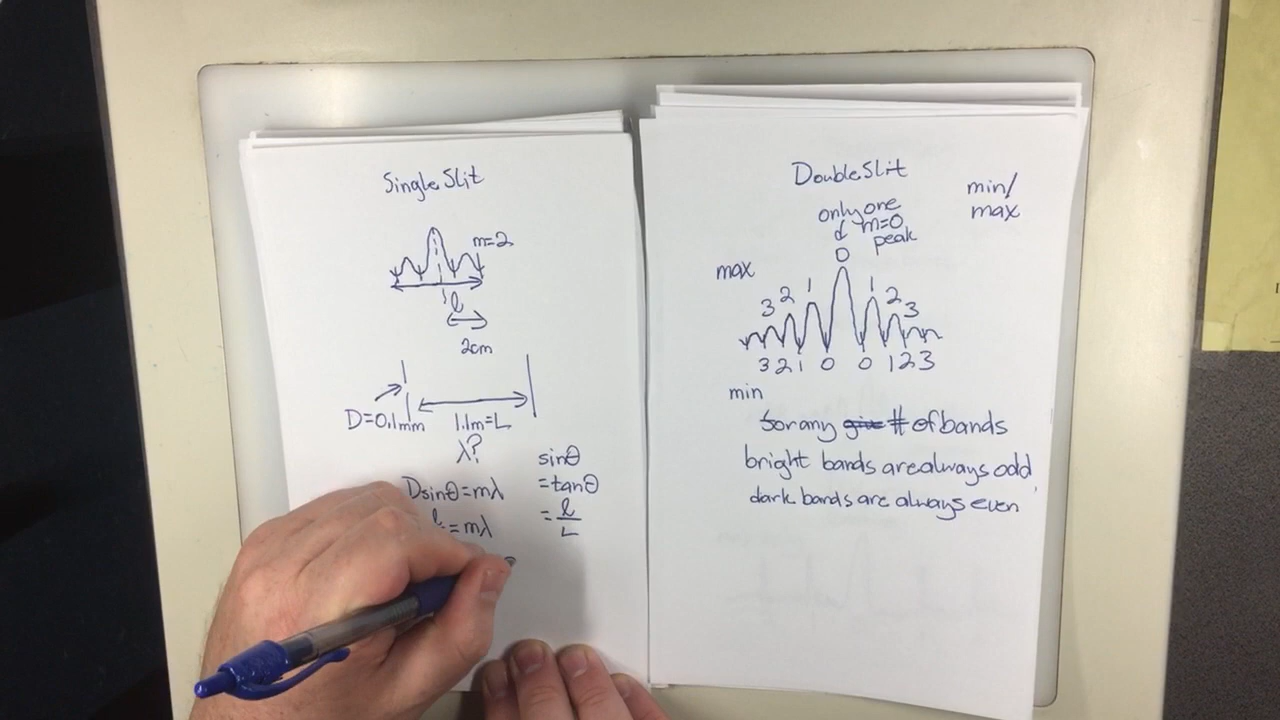 Single Slit
m=2
l
2cm
D=0.1mm
1.1m=L
λ?
Dsinθ=mλ
=mλ
sinθ
=tanθ
=l/L
Double Slit
min/
max
only one
m=0
peak
0
max
3 2 1 1 2 3
3 2 1 0 0 1 2 3
min
for any # of bands
bright bands are always odd
dark bands are always even